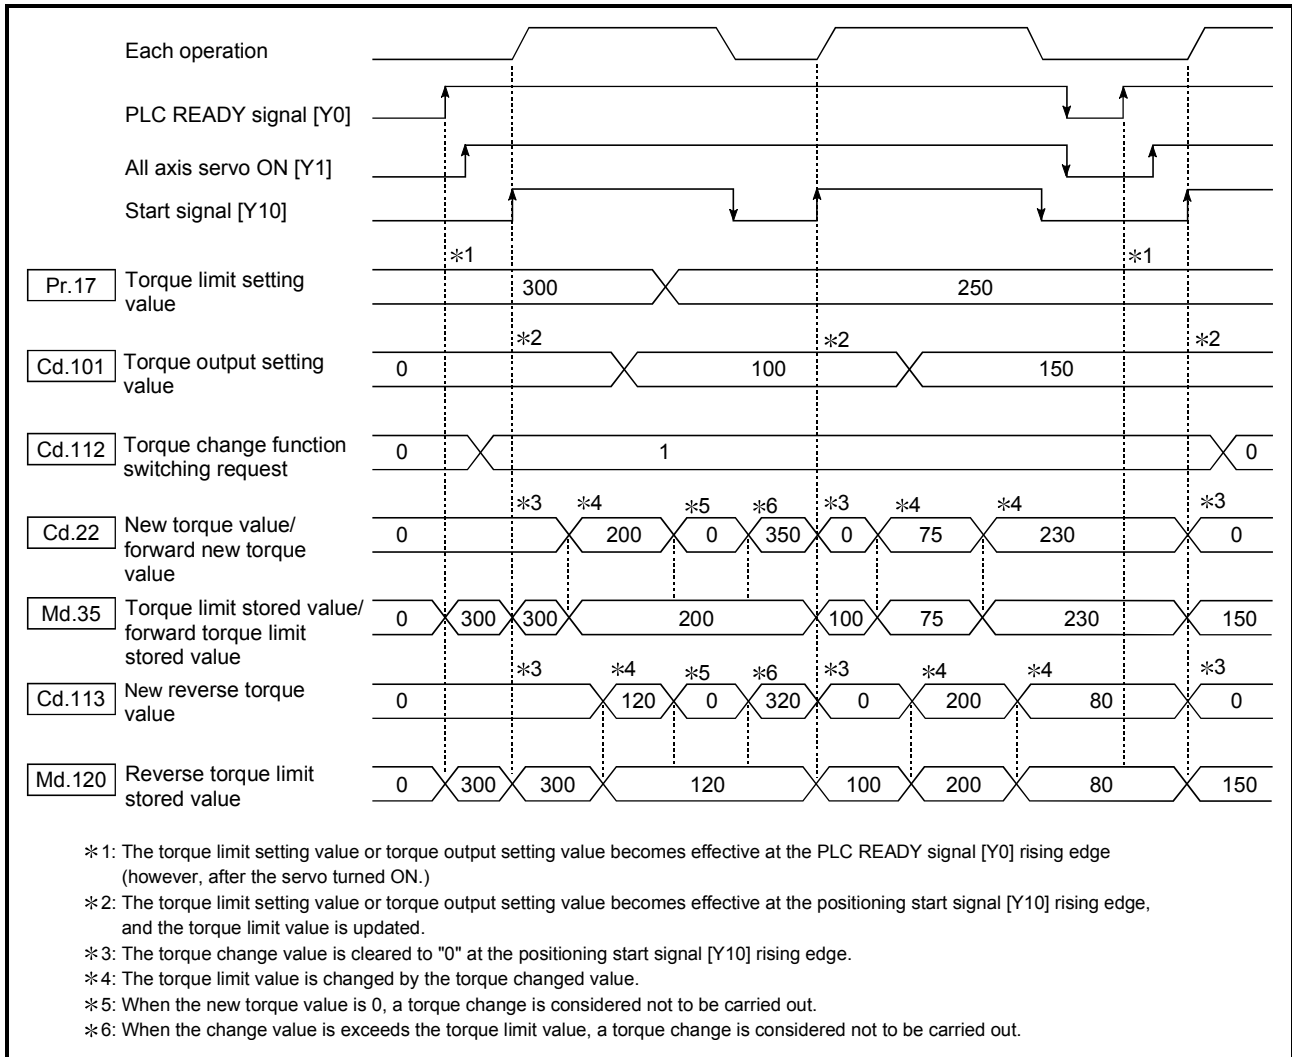 Each operation
PLC READY signal [Y0]
All axis servo ON [Y1]
Start signal [Y10]
∗1 ∗1
Pr.17 Torque limit setting
value
300 250
∗2 ∗2 ∗2
Cd.101 Torque output setting
value
0 100 150
Cd.112 Torque change function
switching request
0 1 0
∗3 ∗4 ∗5 ∗6 ∗3 ∗4 ∗4 ∗3
Cd.22 New torque value/
forward new torque
value
0 200 0 350 0 75 230 0
Md.35 Torque limit stored value/
forward torque limit
stored value
0 300 300 200 100 75 230 150
∗3 ∗4 ∗5 ∗6 ∗3 ∗4 ∗4 ∗3
Cd.113 New reverse torque
value
0 120 0 320 0 200 80 0
Md.120 Reverse torque limit
stored value
0 300 300 120 100 200 80 150
∗1: The torque limit setting value or torque output setting value becomes effective at the PLC READY signal [Y0] rising edge
(however, after the servo turned ON.)
∗2: The torque limit setting value or torque output setting value becomes effective at the positioning start signal [Y10] rising edge,
and the torque limit value is updated.
∗3: The torque change value is cleared to "0" at the positioning start signal [Y10] rising edge.
∗4: The torque limit value is changed by the torque changed value.
∗5: When the new torque value is 0, a torque change is considered not to be carried out.
∗6: When the change value is exceeds the torque limit value, a torque change is considered not to be carried out.